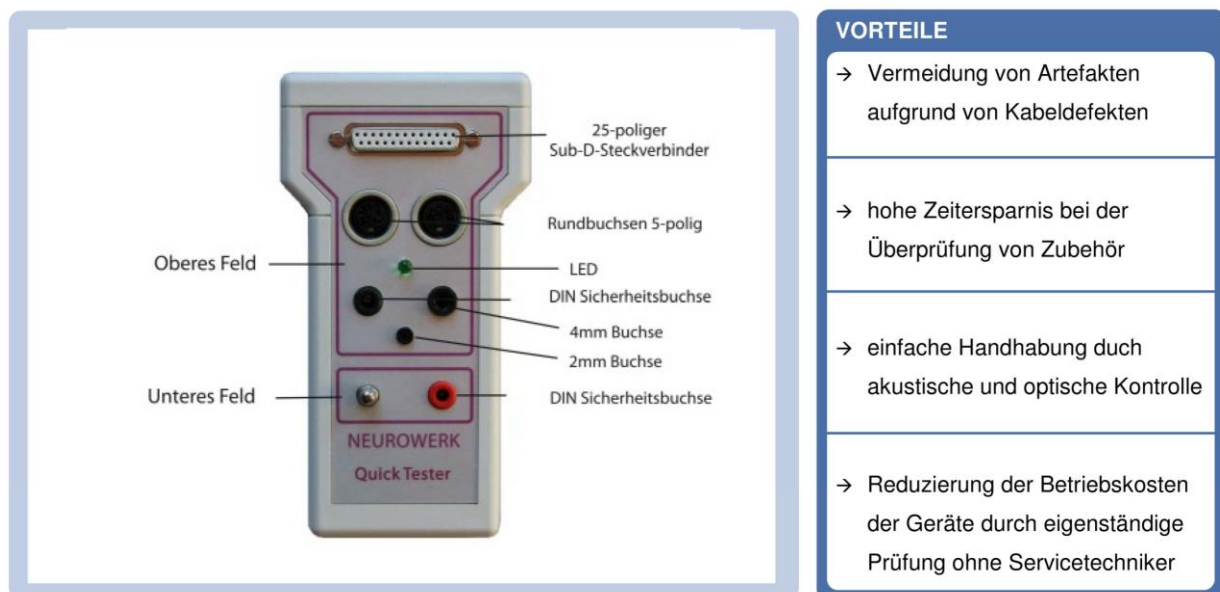 25-poliger
Sub-D-Steckverbinder
Rundbuchsen 5-polig
Oberes Feld
LED
DIN Sicherheitsbuchse
4mm Buchse
2mm Buchse
Unteres Feld
DIN Sicherheitsbuchse
NEUROWERK
Quick Tester
VORTEILE
→ Vermeidung von Artefakten
aufgrund von Kabeldefekten
→ hohe Zeitersparnis bei der
Überprüfung von Zubehör
→ einfache Handhabung duch
akustische und optische Kontrolle
→ Reduzierung der Betriebskosten
der Geräte durch eigenständige
Prüfung ohne Servicetechniker